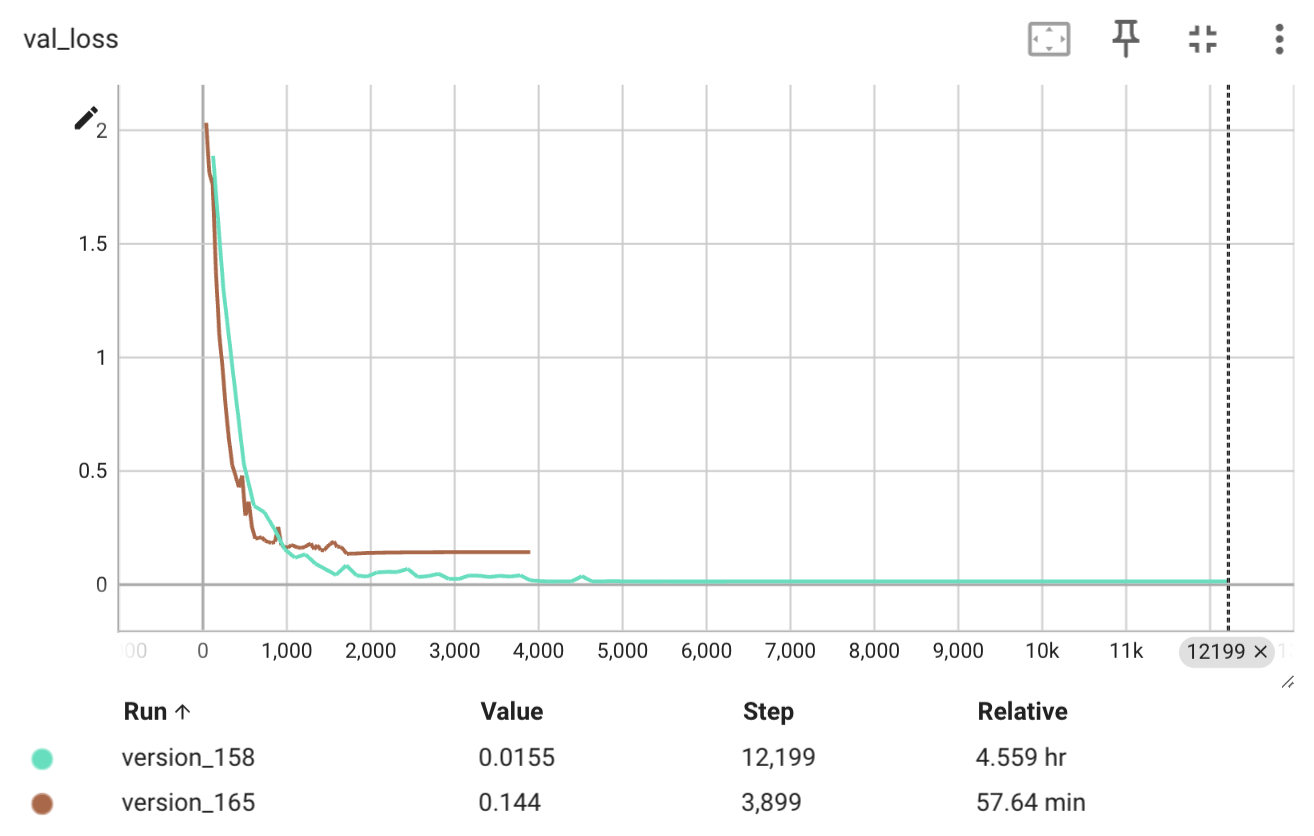 val_loss
2
1.5
1
0.5
0
00 0 1,000 2,000 3,000 4,000 5,000 6,000 7,000 8,000 9,000 10k 11k 12199 ×
Run ↑ Value Step Relative
version_158 0.0155 12,199 4.559 hr
version_165 0.144 3,899 57.64 min